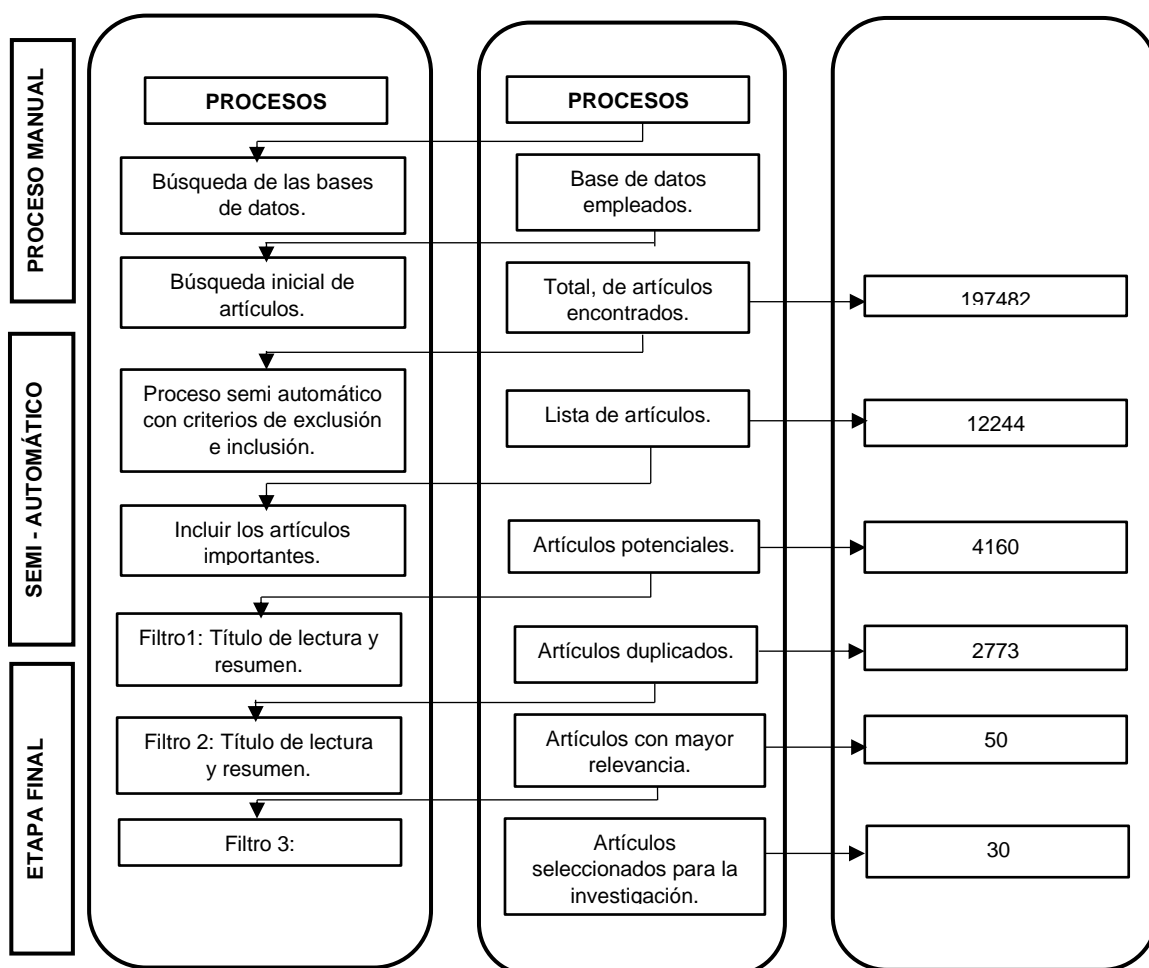 PROCESO MANUAL
SEMI - AUTOMÁTICO
ETAPA FINAL
PROCESOS
Búsqueda de las bases
de datos.
Búsqueda inicial de
artículos.
Proceso semi automático
con criterios de exclusión
e inclusión.
Incluir los artículos
importantes.
Filtro1: Título de lectura y
resumen.
Filtro 2: Título de lectura
y resumen.
Filtro 3:
PROCESOS
Base de datos
empleados.
Total, de artículos
encontrados.
Lista de artículos.
Artículos potenciales.
Artículos duplicados.
Artículos con mayor
relevancia.
Artículos
seleccionados para la
investigación.
197482
12244
4160
2773
50
30